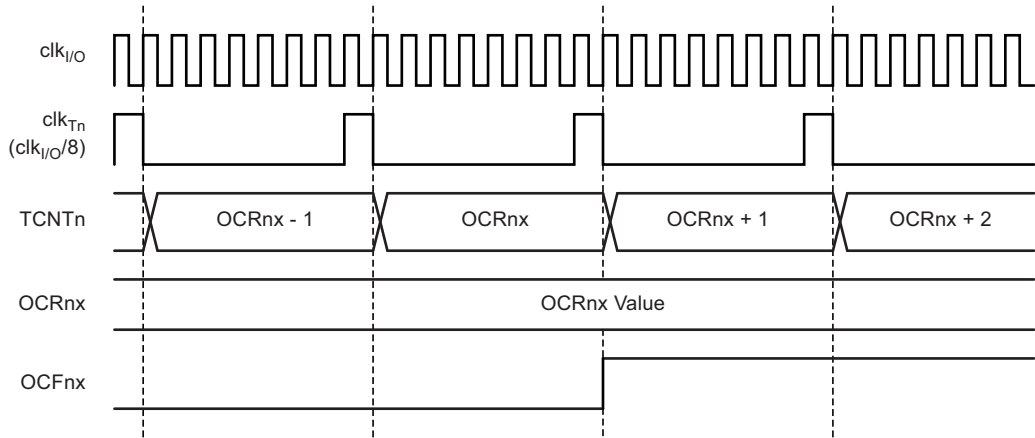 clkI/O
clkTn
(clkI/O/8)
TCNTn OCRnx - 1 OCRnx OCRnx + 1 OCRnx + 2
OCRnx OCRnx Value
OCFnx